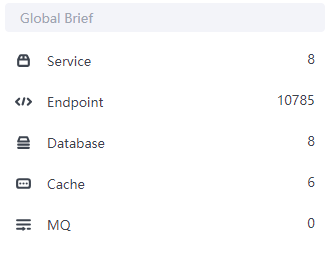 Global Brief
Service 8
Endpoint 10785
Database 8
Cache 6
MQ 0